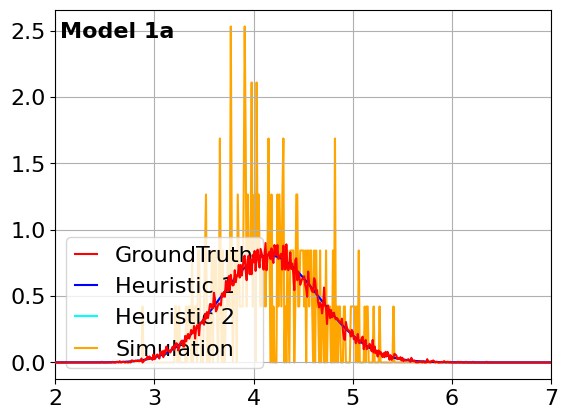 Model 1a
2.5
2.0
1.5
1.0
0.5
0.0
GroundTruth
Heuristic 1
Heuristic 2
Simulation
2 3 4 5 6 7